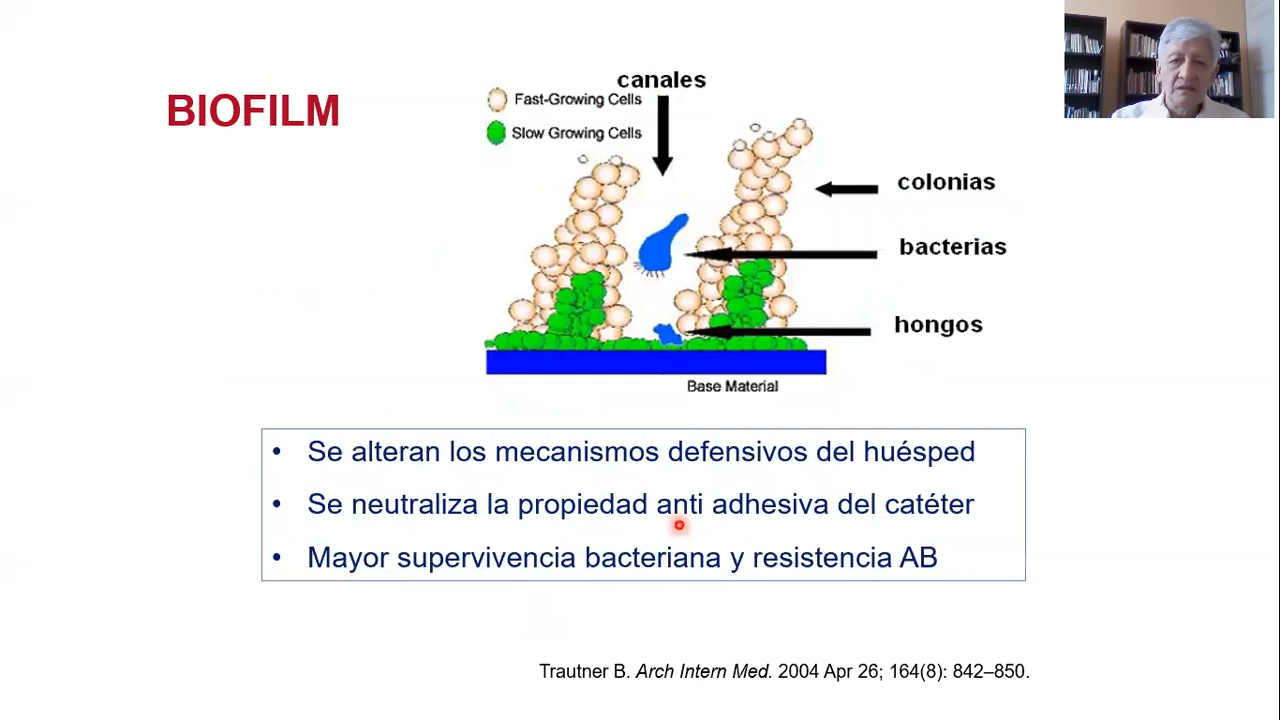 BIOFILM
canales
Fast-Growing Cells
Slow Growing Cells
colonias
bacterias
hongos
Base Material
• Se alteran los mecanismos defensivos del huésped
• Se neutraliza la propiedad anti adhesiva del catéter
• Mayor supervivencia bacteriana y resistencia AB
Trautner B. Arch Intern Med. 2004 Apr 26; 164(8): 842–850.